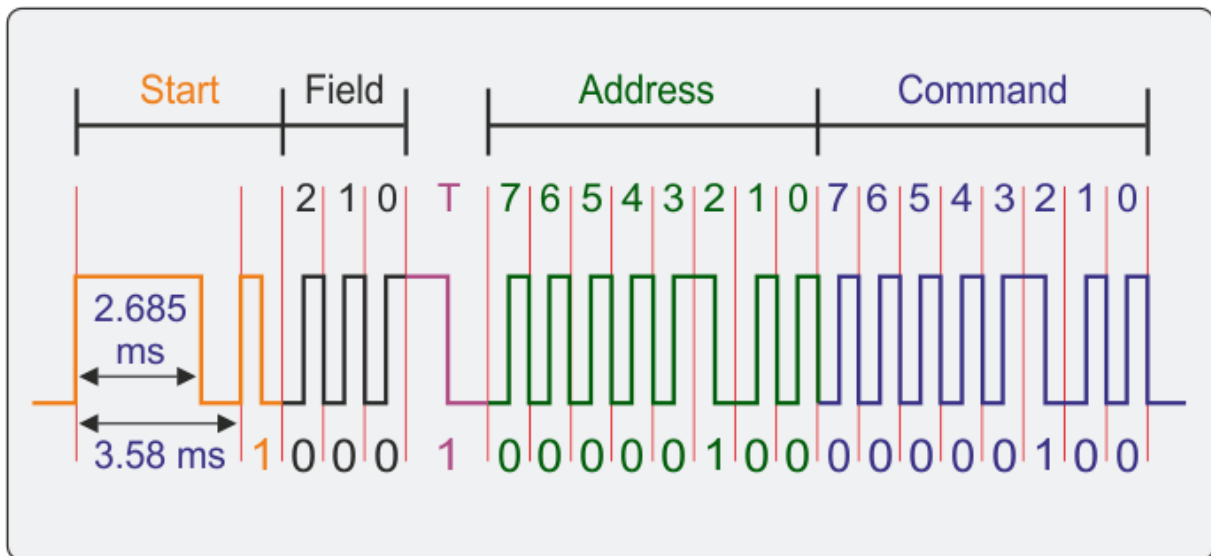 Start Field Address Command
2 1 0 T 7 6 5 4 3 2 1 0 7 6 5 4 3 2 1 0
2.685
ms
3.58 ms 1 0 0 0 1 0 0 0 0 0 1 0 0 0 0 0 0 0 1 0 0